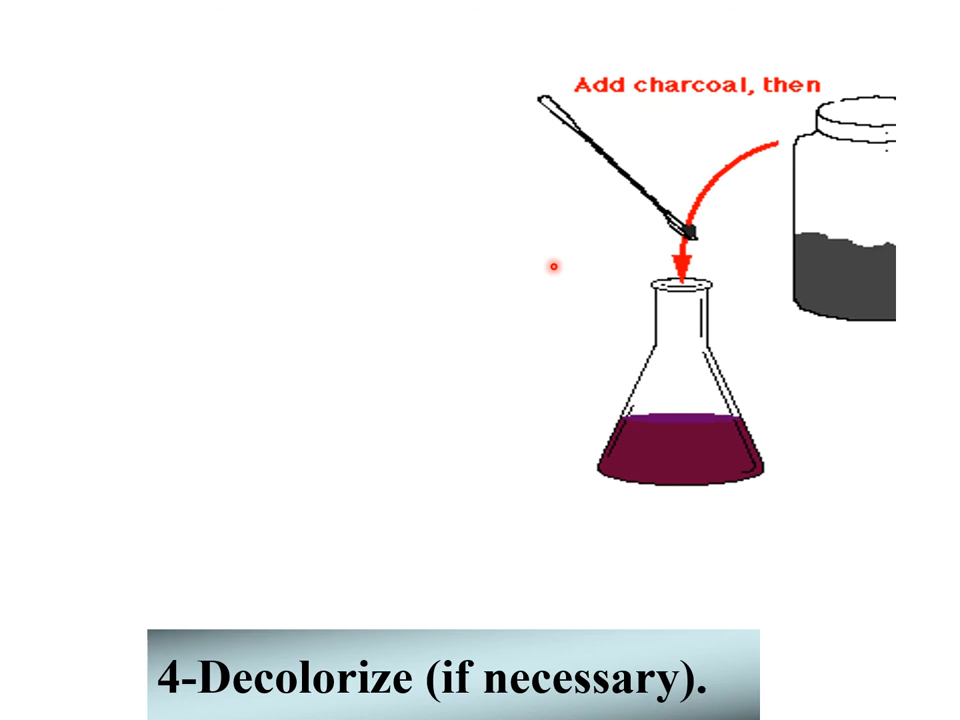 Add charcoal, then
4-Decolorize (if necessary).